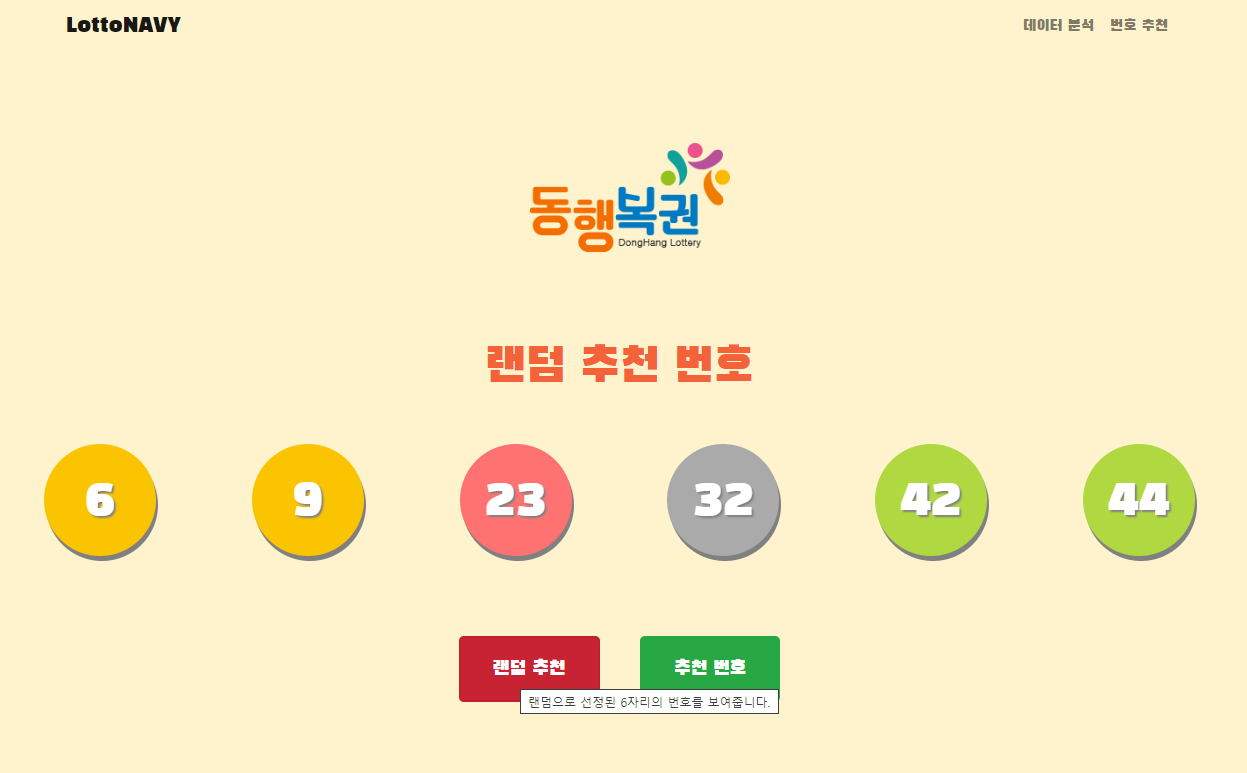 LottoNAVY
데이터 분석 번호 추천
동행복권
DongHang Lottery
랜덤 추천 번호
6 9 23 32 42 44
랜덤 추천 추천 번호
랜덤으로 선정된 6자리의 번호를 보여줍니다.